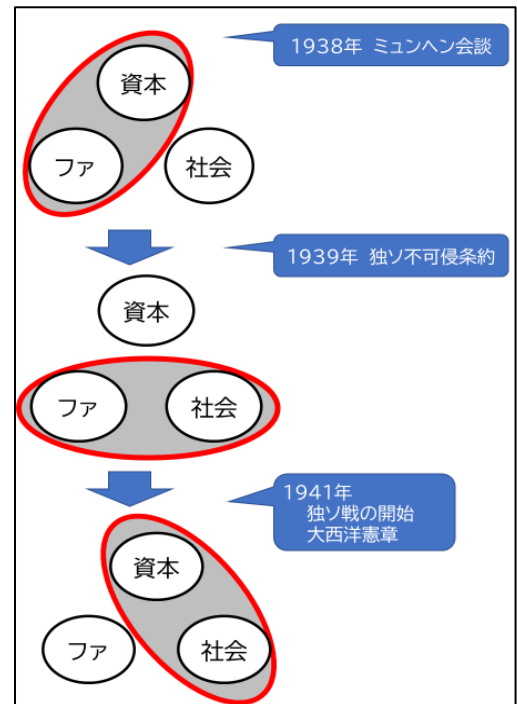 1938年 ミュンヘン会談
資本
ファ
社会
1939年 独ソ不可侵条約
資本
ファ
社会
1941年
独ソ戦の開始
大西洋憲章
資本
ファ
社会